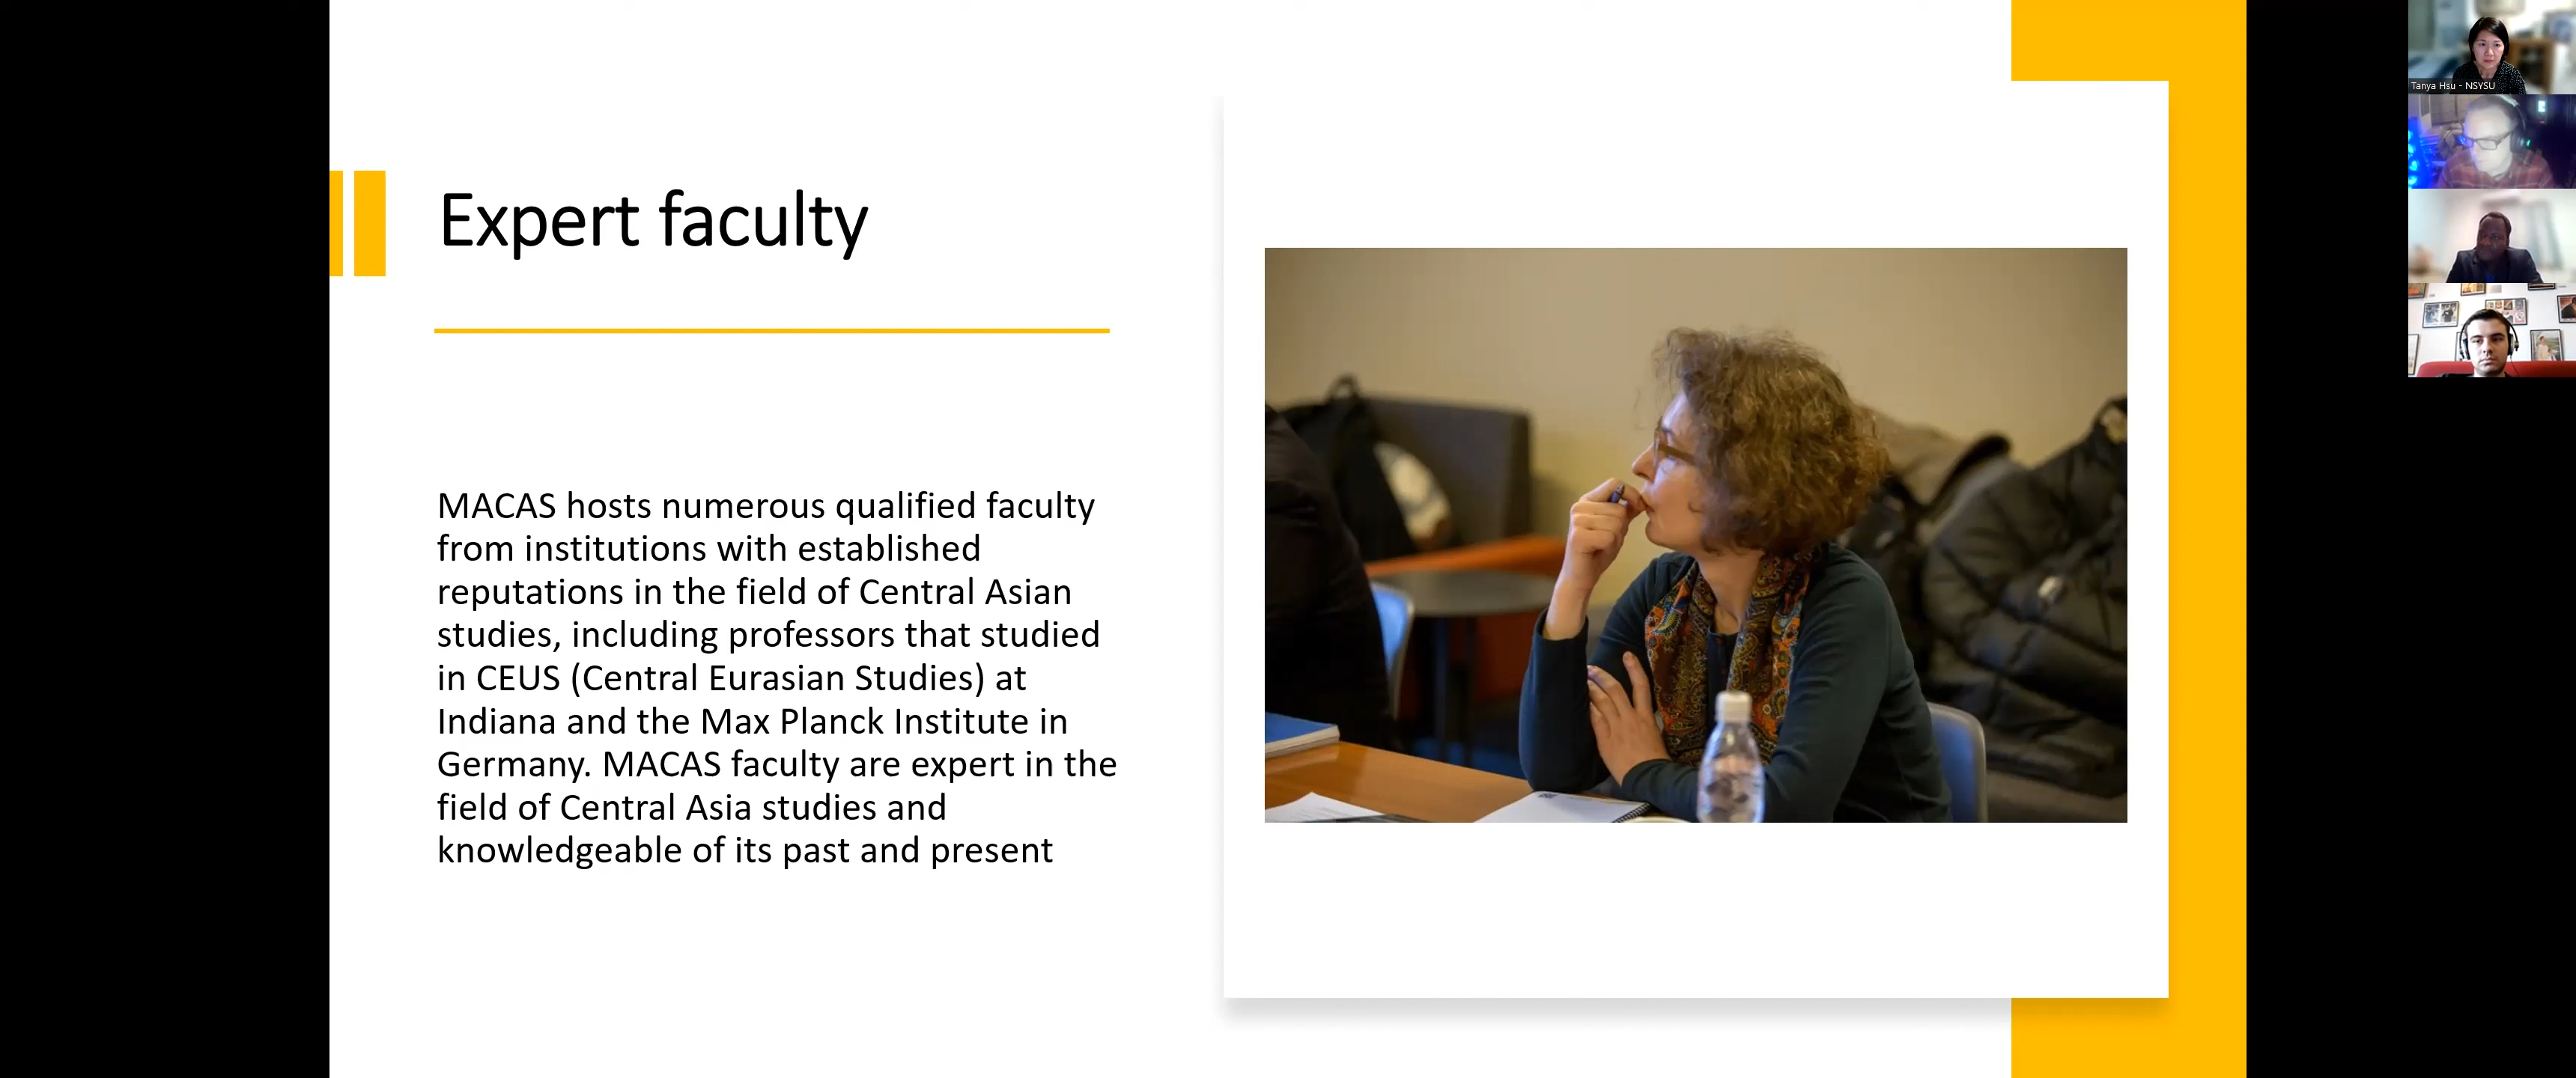 Expert faculty
MACAS hosts numerous qualified faculty
from institutions with established
reputations in the field of Central Asian
studies, including professors that studied
in CEUS (Central Eurasian Studies) at
Indiana and the Max Planck Institute in
Germany. MACAS faculty are expert in the
field of Central Asia studies and
knowledgeable of its past and present
Tanya Hsu - NSYSU